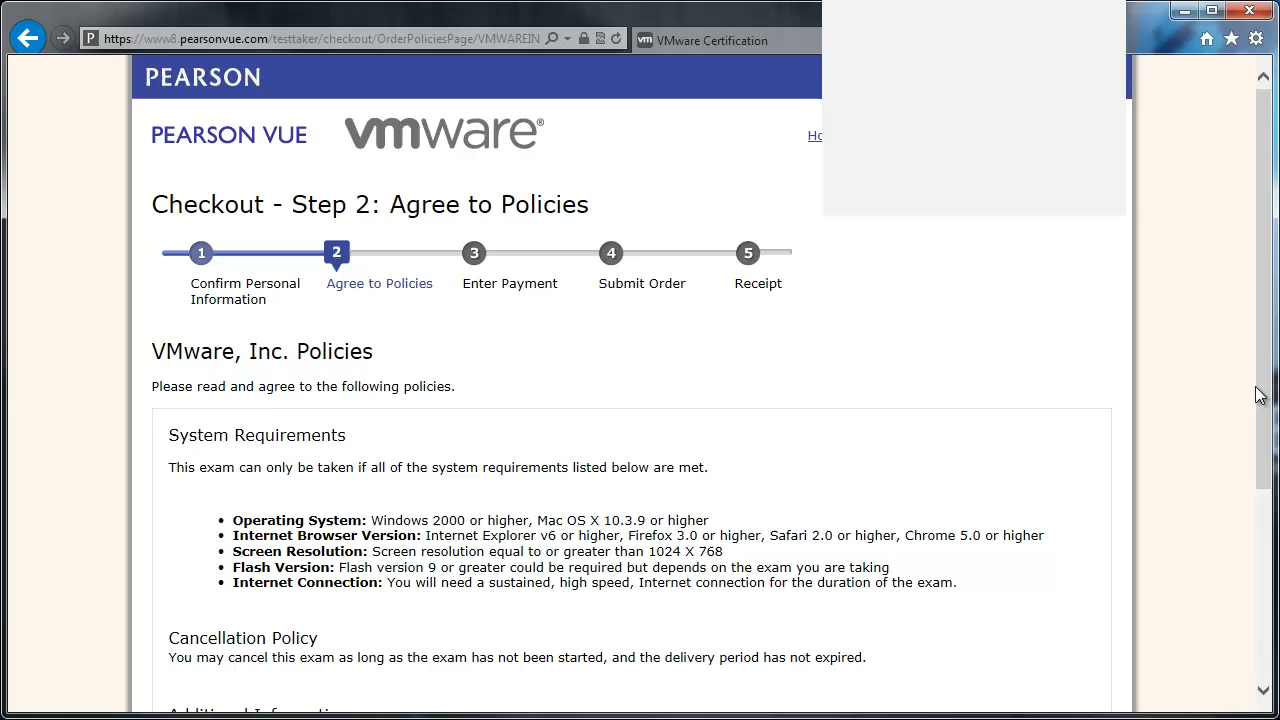 https://www8.pearsonvue.com/testtaker/checkout/OrderPoliciesPage/VMWAREIN
vm VMware Certification
PEARSON
PEARSON VUE vmware®
Checkout - Step 2: Agree to Policies
1 2 3 4 5
Confirm Personal Information
Agree to Policies
Enter Payment
Submit Order
Receipt
VMware, Inc. Policies
Please read and agree to the following policies.
System Requirements
This exam can only be taken if all of the system requirements listed below are met.
• Operating System: Windows 2000 or higher, Mac OS X 10.3.9 or higher
• Internet Browser Version: Internet Explorer v6 or higher, Firefox 3.0 or higher, Safari 2.0 or higher, Chrome 5.0 or higher
• Screen Resolution: Screen resolution equal to or greater than 1024 X 768
• Flash Version: Flash version 9 or greater could be required but depends on the exam you are taking
• Internet Connection: You will need a sustained, high speed, Internet connection for the duration of the exam.
Cancellation Policy
You may cancel this exam as long as the exam has not been started, and the delivery period has not expired.